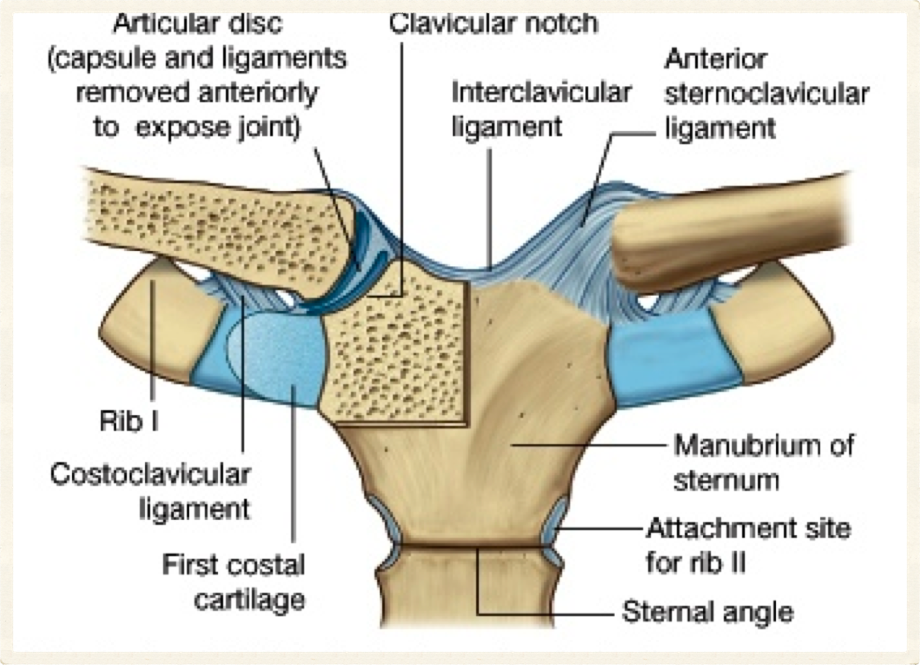 Articular disc
(capsule and ligaments
removed anteriorly
to expose joint)
Clavicular notch
Interclavicular
ligament
Anterior
sternoclavicular
ligament
Rib I
Costoclavicular
ligament
First costal
cartilage
Manubrium of
sternum
Attachment site
for rib II
Sternal angle